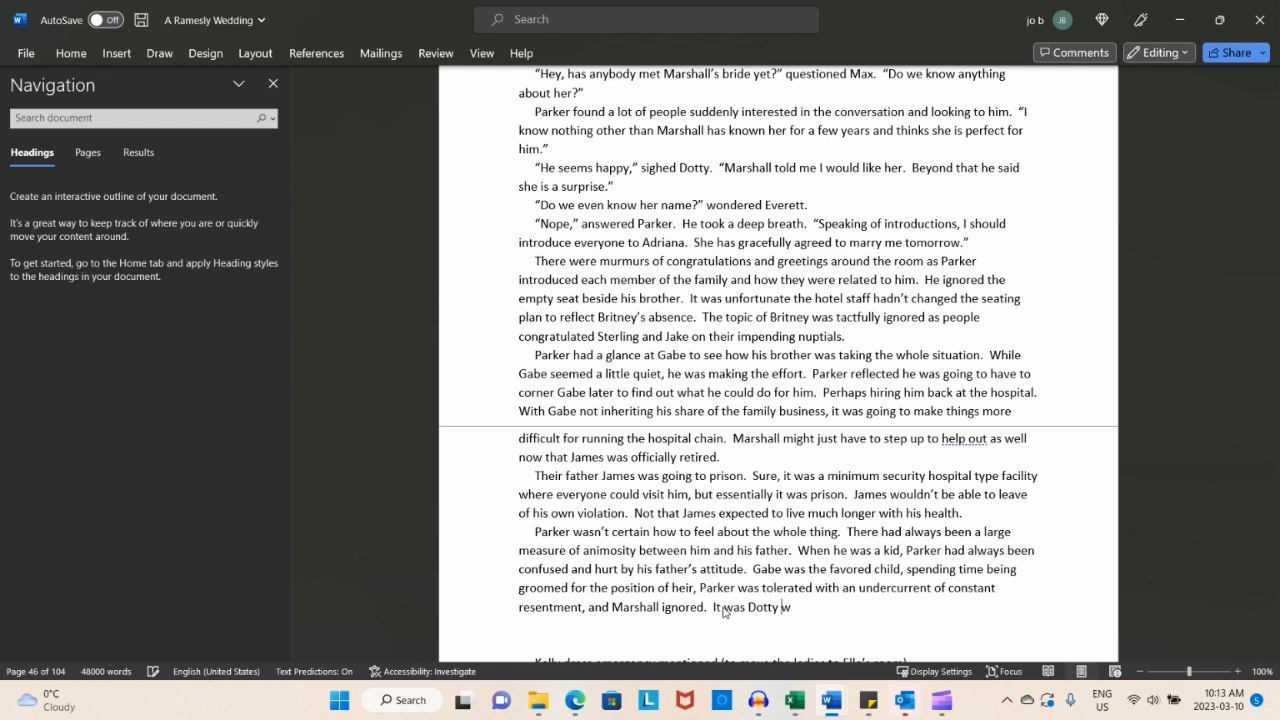 AutoSave Off A Ramesly Wedding Search jo b JB
File Home Insert Draw Design Layout References Mailings Review View Help Comments Editing Share
Navigation
Search document
Headings Pages Results
Create an interactive outline of your document.
It's a great way to keep track of where you are or quickly
move your content around.
To get started, go to the Home tab and apply Heading styles
to the headings in your document.
“Hey, has anybody met Marshall’s bride yet?” questioned Max.  “Do we know anything
about her?”
Parker found a lot of people suddenly interested in the conversation and looking to him.  “I
know nothing other than Marshall has known her for a few years and thinks she is perfect for
him.”
“He seems happy,” sighed Dotty.  “Marshall told me I would like her.  Beyond that he said
she is a surprise.”
“Do we even know her name?” wondered Everett.
“Nope,” answered Parker.  He took a deep breath.  “Speaking of introductions, I should
introduce everyone to Adriana.  She has gracefully agreed to marry me tomorrow.”
There were murmurs of congratulations and greetings around the room as Parker
introduced each member of the family and how they were related to him.  He ignored the
empty seat beside his brother.  It was unfortunate the hotel staff hadn’t changed the seating
plan to reflect Britney’s absence.  The topic of Britney was tactfully ignored as people
congratulated Sterling and Jake on their impending nuptials.
Parker had a glance at Gabe to see how his brother was taking the whole situation.  While
Gabe seemed a little quiet, he was making the effort.  Parker reflected he was going to have to
corner Gabe later to find out what he could do for him.  Perhaps hiring him back at the hospital.
With Gabe not inheriting his share of the family business, it was going to make things more
difficult for running the hospital chain.  Marshall might just have to step up to help out as well
now that James was officially retired.
Their father James was going to prison.  Sure, it was a minimum security hospital type facility
where everyone could visit him, but essentially it was prison.  James wouldn’t be able to leave
of his own violation.  Not that James expected to live much longer with his health.
Parker wasn’t certain how to feel about the whole thing.  There had always been a large
measure of animosity between him and his father.  When he was a kid, Parker had always been
confused and hurt by his father’s attitude.  Gabe was the favored child, spending time being
groomed for the position of heir, Parker was tolerated with an undercurrent of constant
resentment, and Marshall ignored.  It was Dotty w
Kelly dress emergency mentioned (to move the ladies to Elle's room)
Page 46 of 104 48000 words English (United States) Text Predictions: On Accessibility: Investigate Display Settings Focus 100%
0°C
Cloudy
Search
ENG
US
10:13 AM
2023-03-10
5